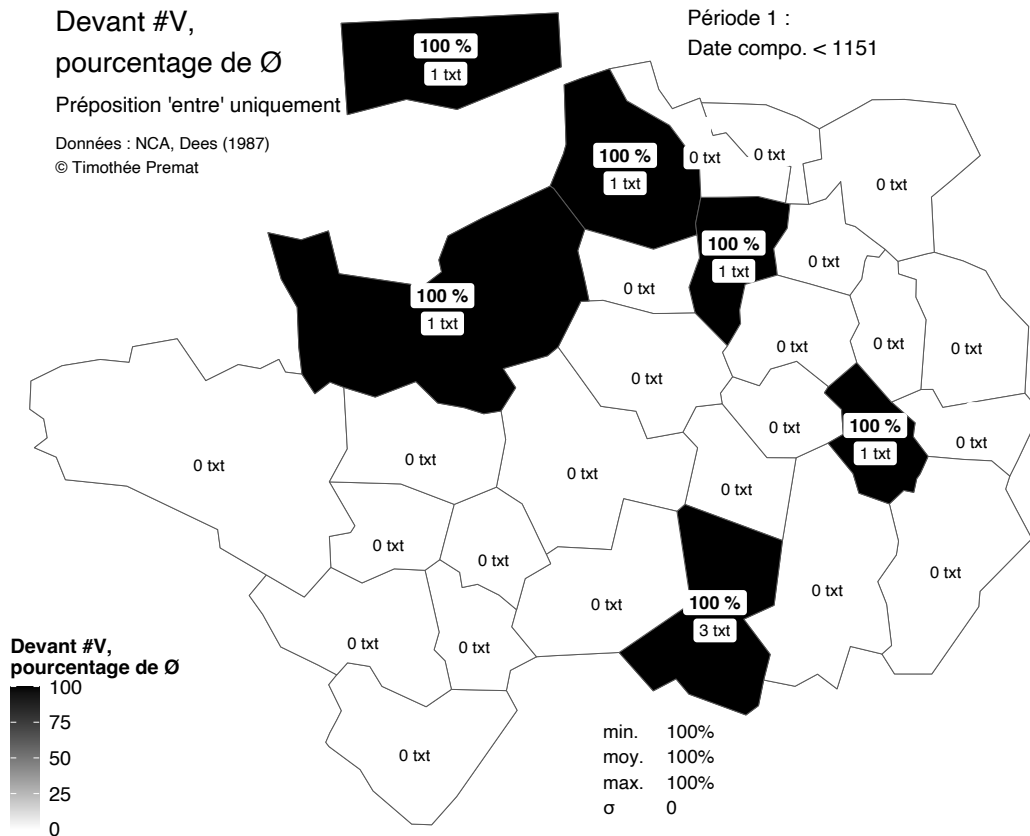 Devant #V,
pourcentage de Ø
Préposition 'entre' uniquement
Données : NCA, Dees (1987)
© Timothée Premat
Période 1 :
Date compo. < 1151
100 %
1 txt
100 %
1 txt
0 txt
0 txt
0 txt
100 %
1 txt
0 txt
100 %
1 txt
0 txt
0 txt
0 txt
0 txt
0 txt
100 %
1 txt
0 txt
0 txt
0 txt
0 txt
0 txt
0 txt
0 txt
0 txt
0 txt
0 txt
0 txt
100 %
3 txt
0 txt
0 txt
0 txt
Devant #V,
pourcentage de Ø
100
75
50
25
0
min. 100%
moy. 100%
max. 100%
σ 0